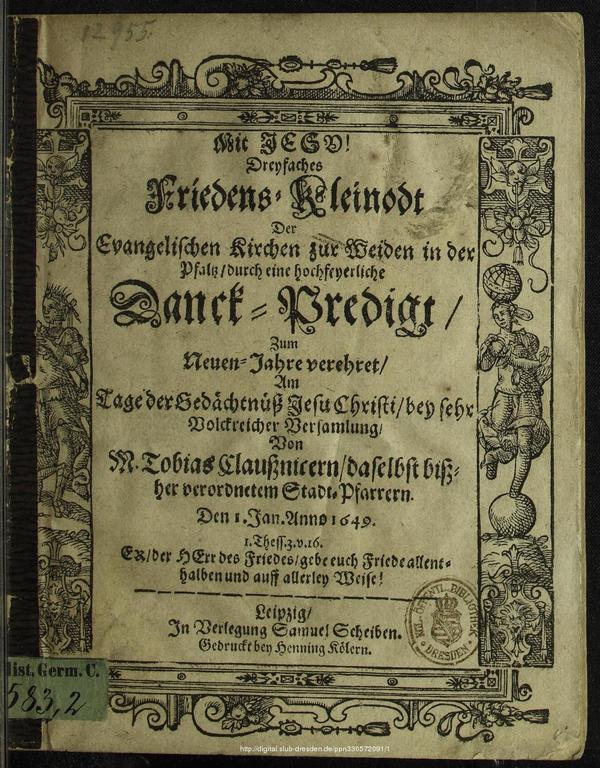 12955.
Mit JESU!
Dreyfaches
Friedens-Kleinodt
Der
Evangelischen Kirchen zur Weiden in der
Pfaltz/durch eine hochfeyerliche
Danck-Predigt/
Zum
Neuen-Jahre verehret/
Am
Tage der Gedächtnüß Jesu Christi/bey sehr
Volckreicher Versamlung/
Von
M. Tobias Claußnitzern/daselbst biß-
her verordnetem Stadt-Pfarrern.
Den 1. Jan. Anno 1649.
1. Thess. 3. v. 16.
Er/der HErr des Friedes/gebe euch Friede allent-
halben und auff allerley Weise!
Leipzig/
In Verlegung Samuel Scheiben.
Gedruckt bey Henning Kölern.
BIBLIOTHEK
DRESDEN
Hist. Germ. C.
583,2
http://digital.slub-dresden.de/ppn330572091/1